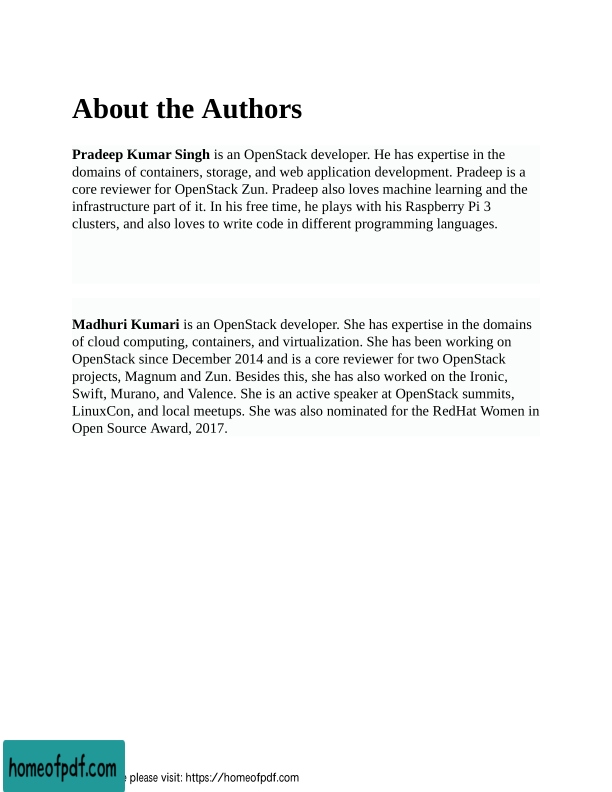 About the Authors
Pradeep Kumar Singh is an OpenStack developer. He has expertise in the
domains of containers, storage, and web application development. Pradeep is a
core reviewer for OpenStack Zun. Pradeep also loves machine learning and the
infrastructure part of it. In his free time, he plays with his Raspberry Pi 3
clusters, and also loves to write code in different programming languages.
Madhuri Kumari is an OpenStack developer. She has expertise in the domains
of cloud computing, containers, and virtualization. She has been working on
OpenStack since December 2014 and is a core reviewer for two OpenStack
projects, Magnum and Zun. Besides this, she has also worked on the Ironic,
Swift, Murano, and Valence. She is an active speaker at OpenStack summits,
LinuxCon, and local meetups. She was also nominated for the RedHat Women in
Open Source Award, 2017.
homeofpdf.com
please visit: https://homeofpdf.com